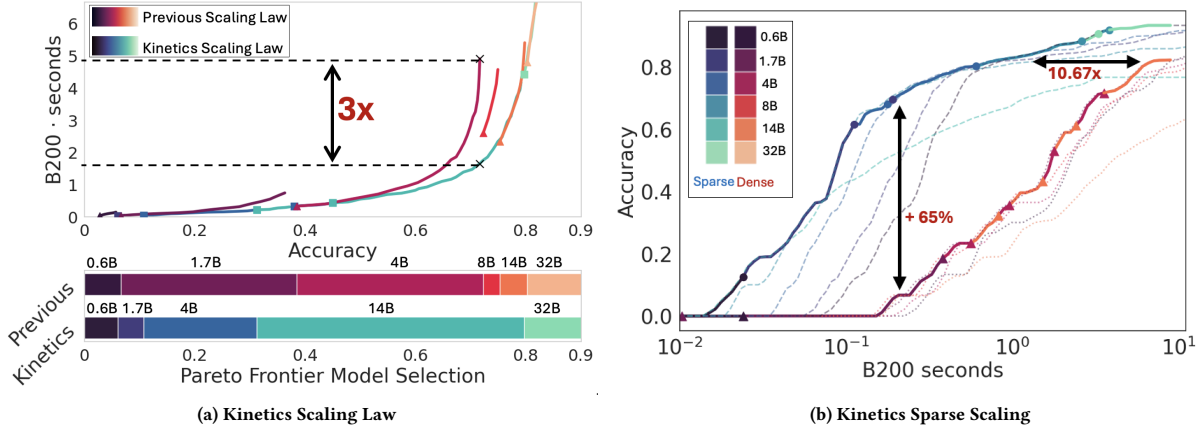 Previous Scaling Law
Kinetics Scaling Law
B200 · seconds
6
5
4
3
2
1
0
3x
0.2
0.4
0.6
0.8
0.9
Accuracy
0.6B
1.7B
4B
8B
14B
32B
Previous
0.6B
1.7B
4B
14B
32B
Kinetics
0
0.2
0.4
0.6
0.8
0.9
Pareto Frontier Model Selection
(a) Kinetics Scaling Law
Accuracy
0.8
0.6
0.4
0.2
0.0
0.6B
1.7B
4B
8B
14B
32B
Sparse Dense
10.67x
+ 65%
10⁻²
10⁻¹
10⁰
10¹
B200 seconds
(b) Kinetics Sparse Scaling